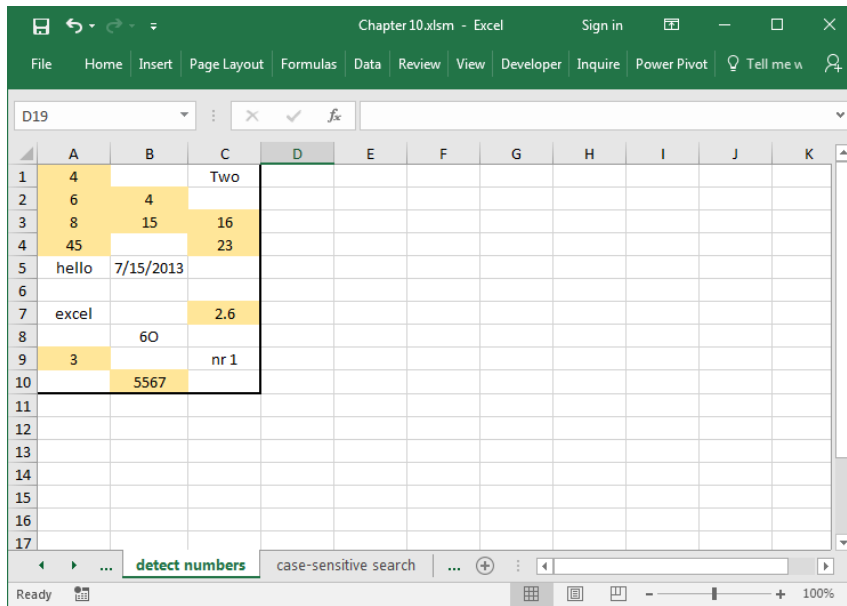 Chapter 10.xlsm - Excel Sign in
File Home Insert Page Layout Formulas Data Review View Developer Inquire Power Pivot Tell me w
D19 fx
A B C D E F G H I J K
1 4 Two
2 6 4
3 8 15 16
4 45 23
5 hello 7/15/2013
6
7 excel 2.6
8 6O
9 3 nr 1
10 5567
11
12
13
14
15
16
17
... detect numbers case-sensitive search ...
Ready 100%